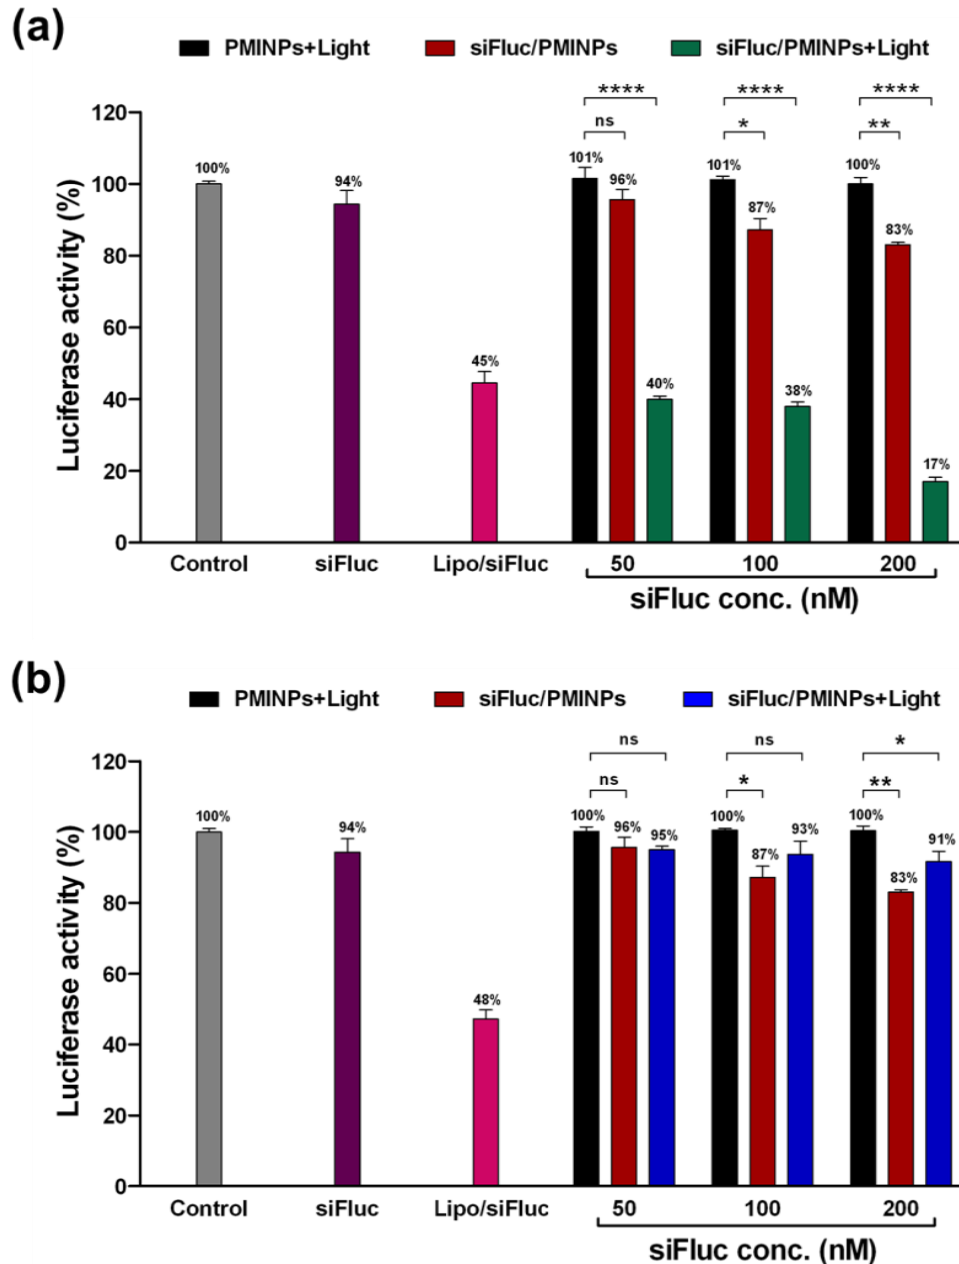 (a)
PMINPs+Light siFluc/PMINPs siFluc/PMINPs+Light
**** **** ****
ns * **
120
100
80
60
40
20
0
Luciferase activity (%)
100% 94% 45% 101% 96% 40% 101% 87% 38% 100% 83% 17%
Control siFluc Lipo/siFluc 50 100 200
siFluc conc. (nM)
(b)
PMINPs+Light siFluc/PMINPs siFluc/PMINPs+Light
ns ns *
ns * **
120
100
80
60
40
20
0
Luciferase activity (%)
100% 94% 48% 100% 96% 95% 100% 87% 93% 100% 83% 91%
Control siFluc Lipo/siFluc 50 100 200
siFluc conc. (nM)